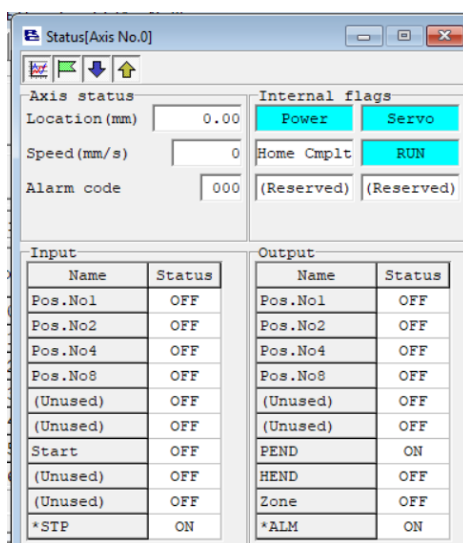 Status[Axis No.0]
Axis status
Location(mm) 0.00
Speed(mm/s) 0
Alarm code 000
Internal flags
Power Servo
Home Cmplt RUN
(Reserved) (Reserved)
Input
Name Status
Pos.No1 OFF
Pos.No2 OFF
Pos.No4 OFF
Pos.No8 OFF
(Unused) OFF
(Unused) OFF
Start OFF
(Unused) OFF
(Unused) OFF
*STP ON
Output
Name Status
Pos.No1 OFF
Pos.No2 OFF
Pos.No4 OFF
Pos.No8 OFF
(Unused) OFF
(Unused) OFF
PEND ON
HEND OFF
Zone OFF
*ALM ON